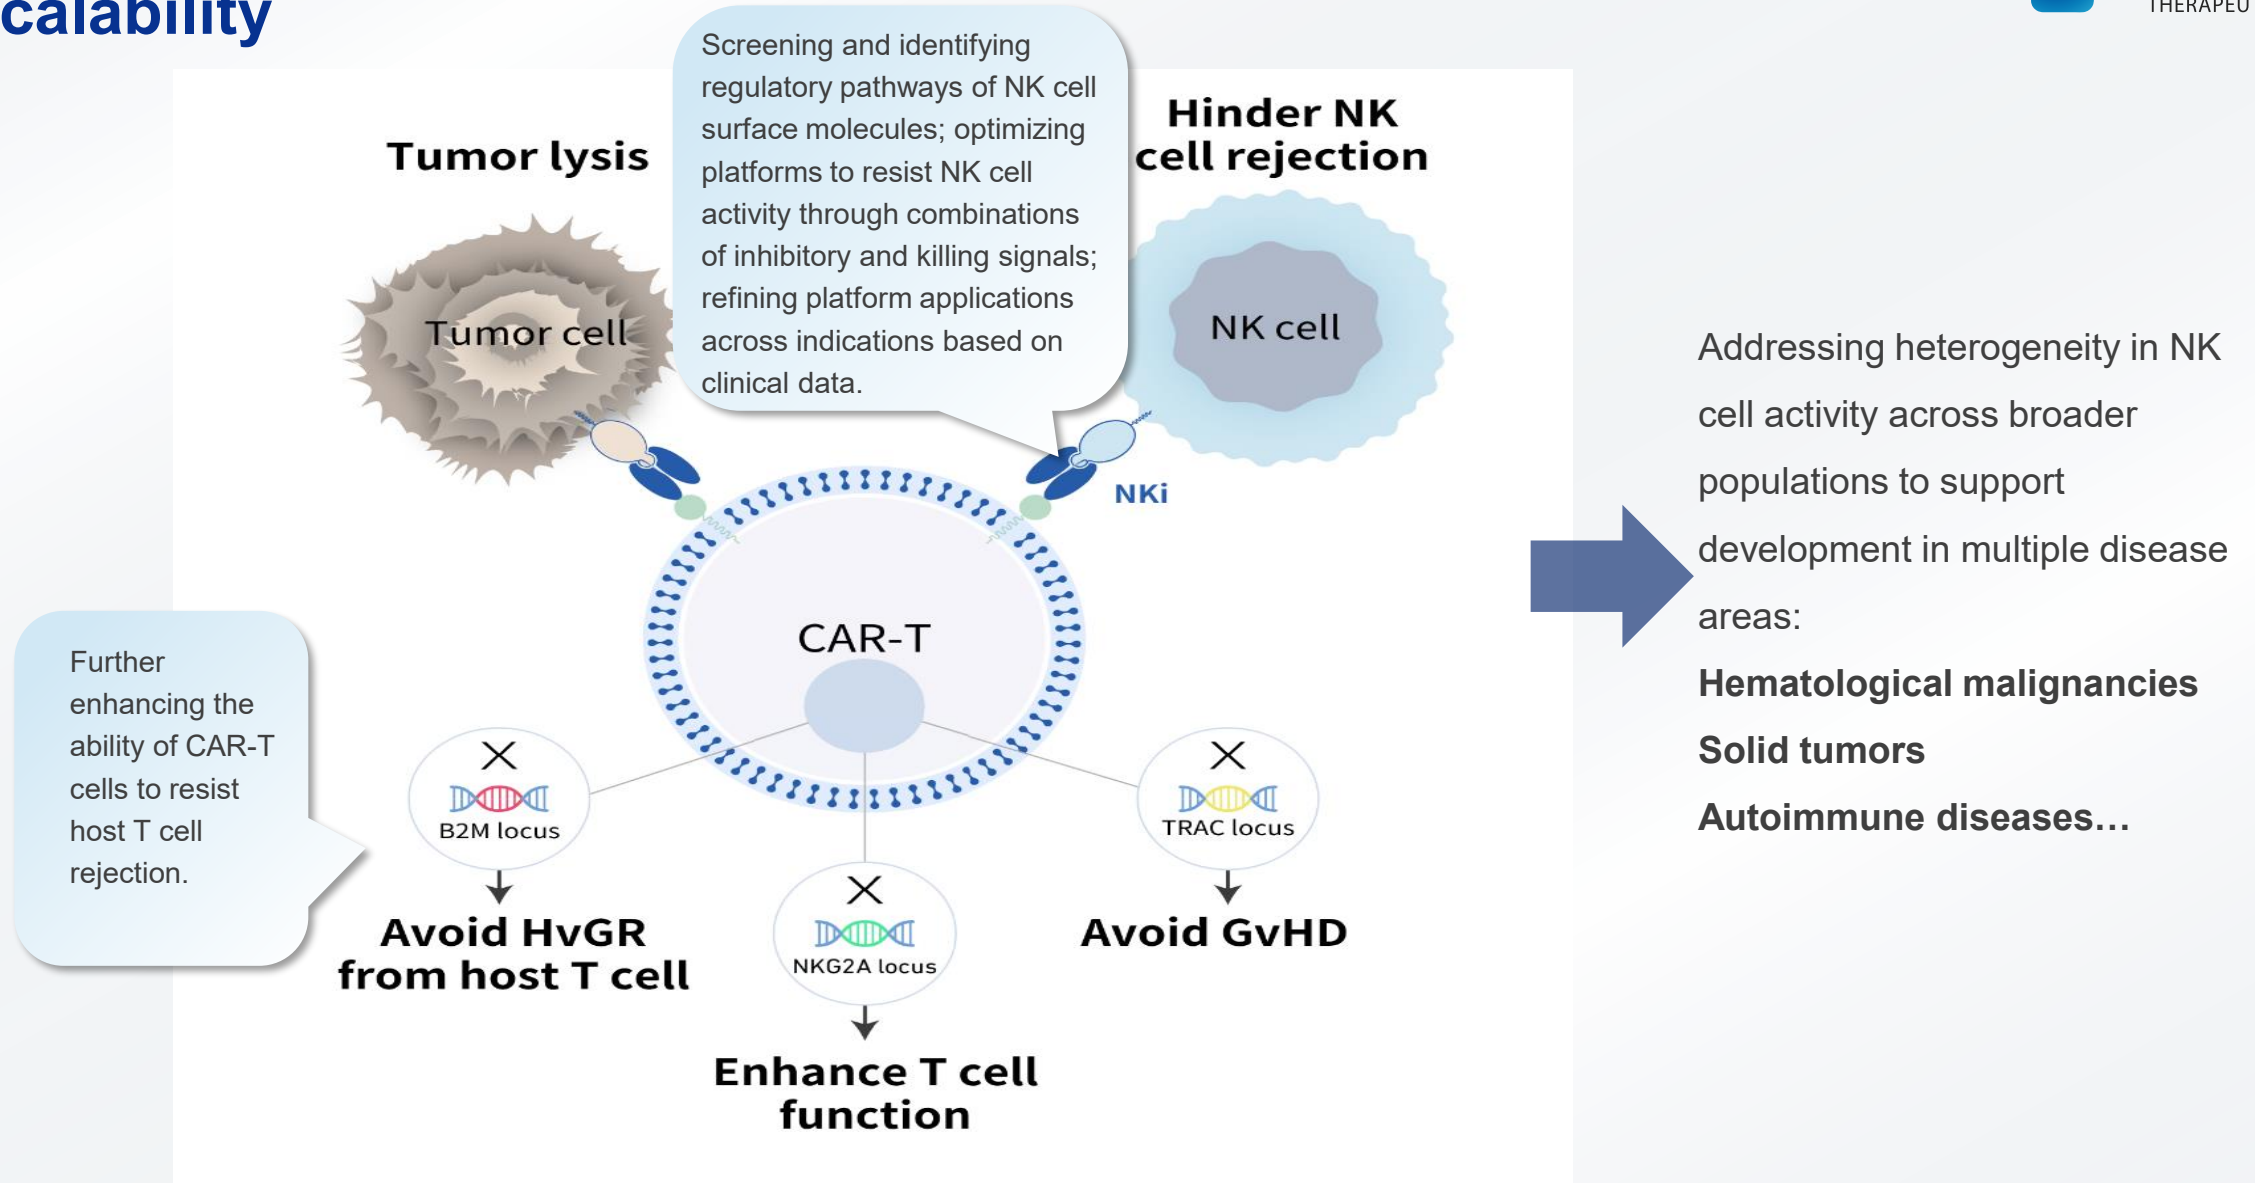 calability
THERAPEU
Screening and identifying
regulatory pathways of NK cell
surface molecules; optimizing
platforms to resist NK cell
activity through combinations
of inhibitory and killing signals;
refining platform applications
across indications based on
clinical data.
Tumor lysis
Hinder NK
cell rejection
Tumor cell
NK cell
NKi
CAR-T
Further
enhancing the
ability of CAR-T
cells to resist
host T cell
rejection.
B2M locus
TRAC locus
NKG2A locus
Avoid HvGR
from host T cell
Avoid GvHD
Enhance T cell
function
Addressing heterogeneity in NK
cell activity across broader
populations to support
development in multiple disease
areas:
Hematological malignancies
Solid tumors
Autoimmune diseases…